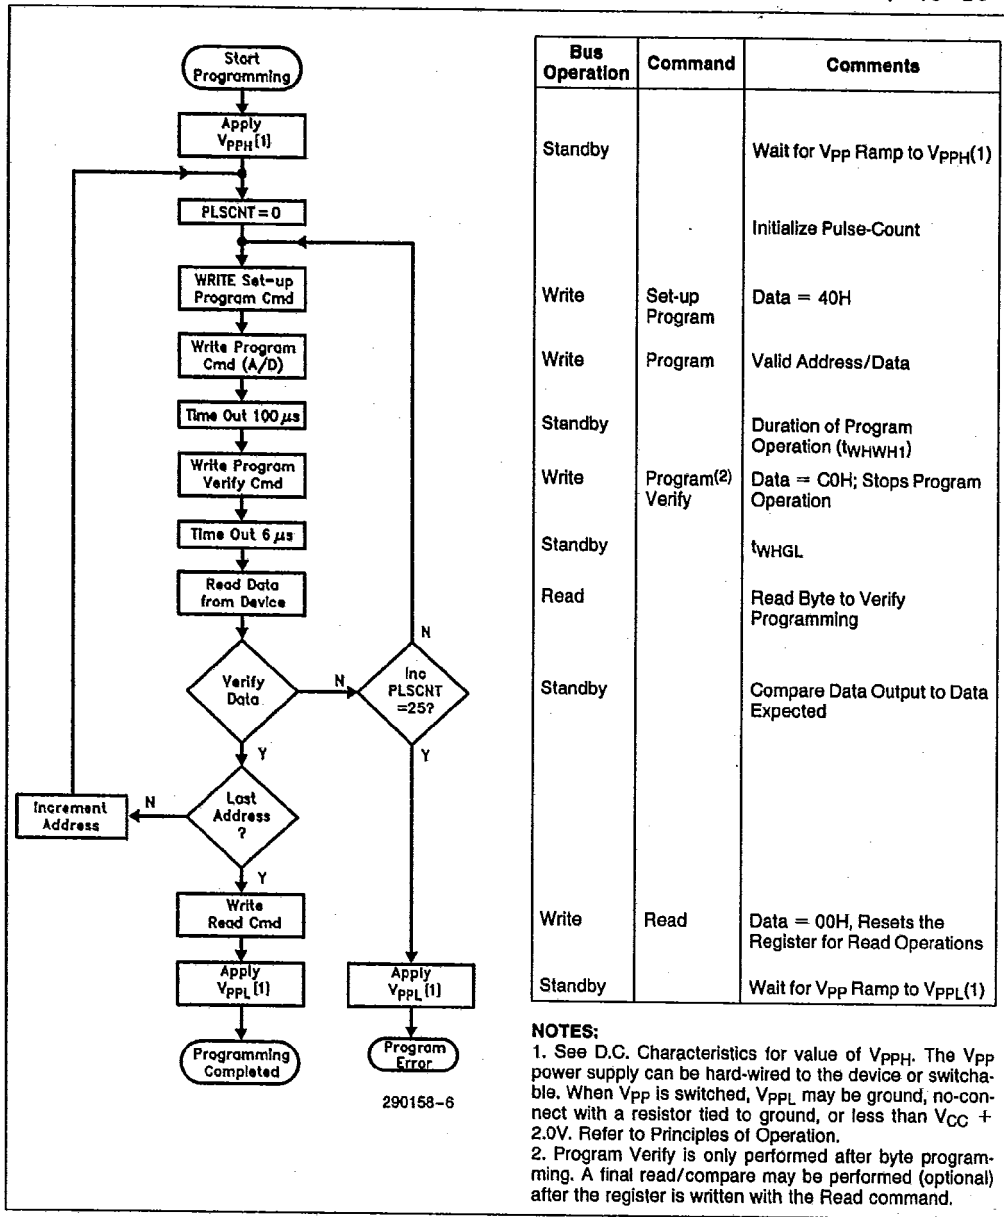 Start
Programming
Apply
VPPH[1]
PLSCNT = 0
WRITE Set-up
Program Cmd
Write Program
Cmd (A/D)
Time Out 100 µs
Write Program
Verify Cmd
Time Out 6 µs
Read Data
from Device
Verify
Data
N
Inc
PLSCNT
=25?
N
Y
Y
Last
Address
?
N
Increment
Address
Y
Write
Read Cmd
Apply
VPPL[1]
Apply
VPPL[1]
Programming
Completed
Program
Error
290158-6
Bus
Operation
Command
Comments
Standby
Wait for VPP Ramp to VPPH(1)
Initialize Pulse-Count
Write
Set-up
Program
Data = 40H
Write
Program
Valid Address/Data
Standby
Duration of Program
Operation (tWHWH1)
Write
Program(2)
Verify
Data = C0H; Stops Program
Operation
Standby
tWHGL
Read
Read Byte to Verify
Programming
Standby
Compare Data Output to Data
Expected
Write
Read
Data = 00H, Resets the
Register for Read Operations
Standby
Wait for VPP Ramp to VPPL(1)
NOTES:
1. See D.C. Characteristics for value of VPPH. The VPP
power supply can be hard-wired to the device or switcha-
ble. When VPP is switched, VPPL may be ground, no-con-
nect with a resistor tied to ground, or less than VCC +
2.0V. Refer to Principles of Operation.
2. Program Verify is only performed after byte program-
ming. A final read/compare may be performed (optional)
after the register is written with the Read command.